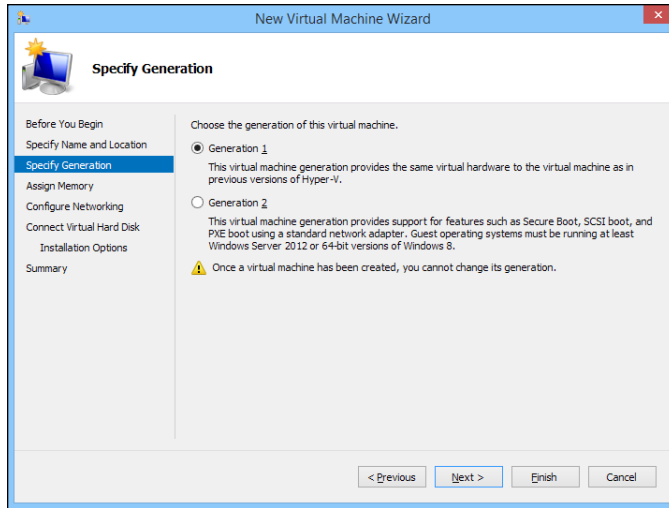 New Virtual Machine Wizard
Specify Generation
Before You Begin
Specify Name and Location
Specify Generation
Assign Memory
Configure Networking
Connect Virtual Hard Disk
Installation Options
Summary
Choose the generation of this virtual machine.
Generation 1
This virtual machine generation provides the same virtual hardware to the virtual machine as in
previous versions of Hyper-V.
Generation 2
This virtual machine generation provides support for features such as Secure Boot, SCSI boot, and
PXE boot using a standard network adapter. Guest operating systems must be running at least
Windows Server 2012 or 64-bit versions of Windows 8.
Once a virtual machine has been created, you cannot change its generation.
< Previous
Next >
Finish
Cancel